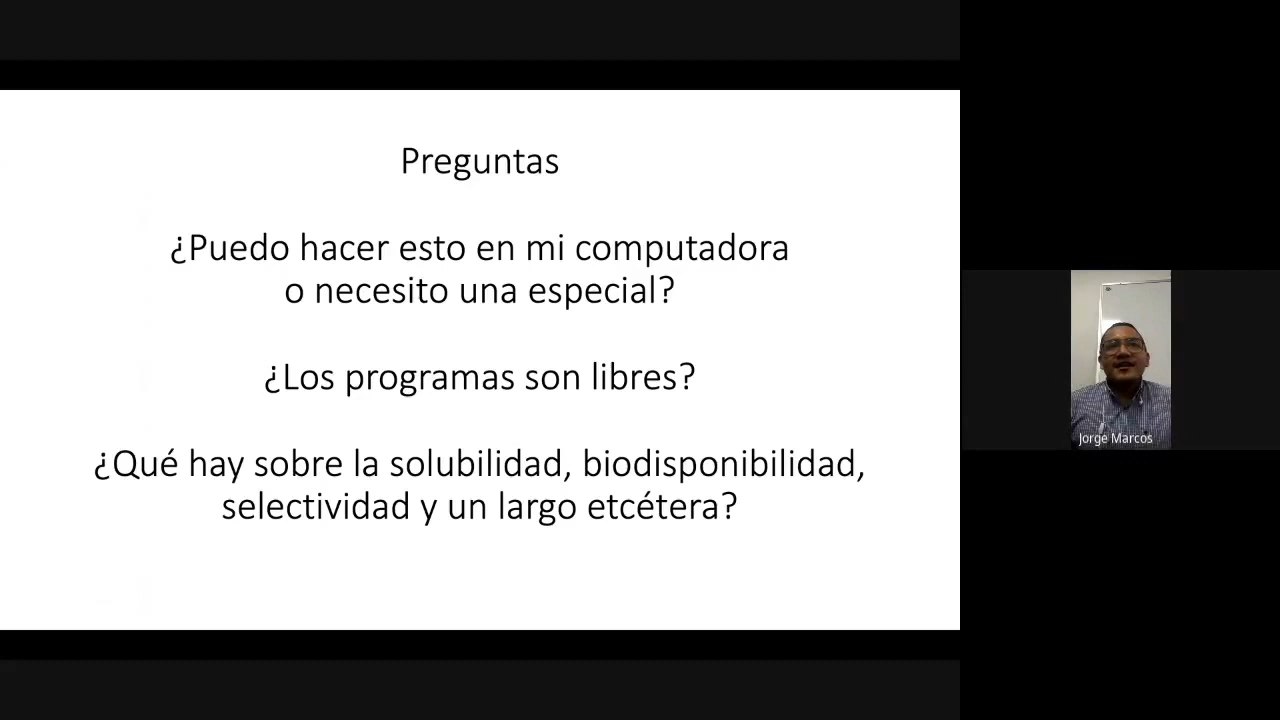 Preguntas
¿Puedo hacer esto en mi computadora
o necesito una especial?
¿Los programas son libres?
¿Qué hay sobre la solubilidad, biodisponibilidad,
selectividad y un largo etcétera?
Jorge Marcos